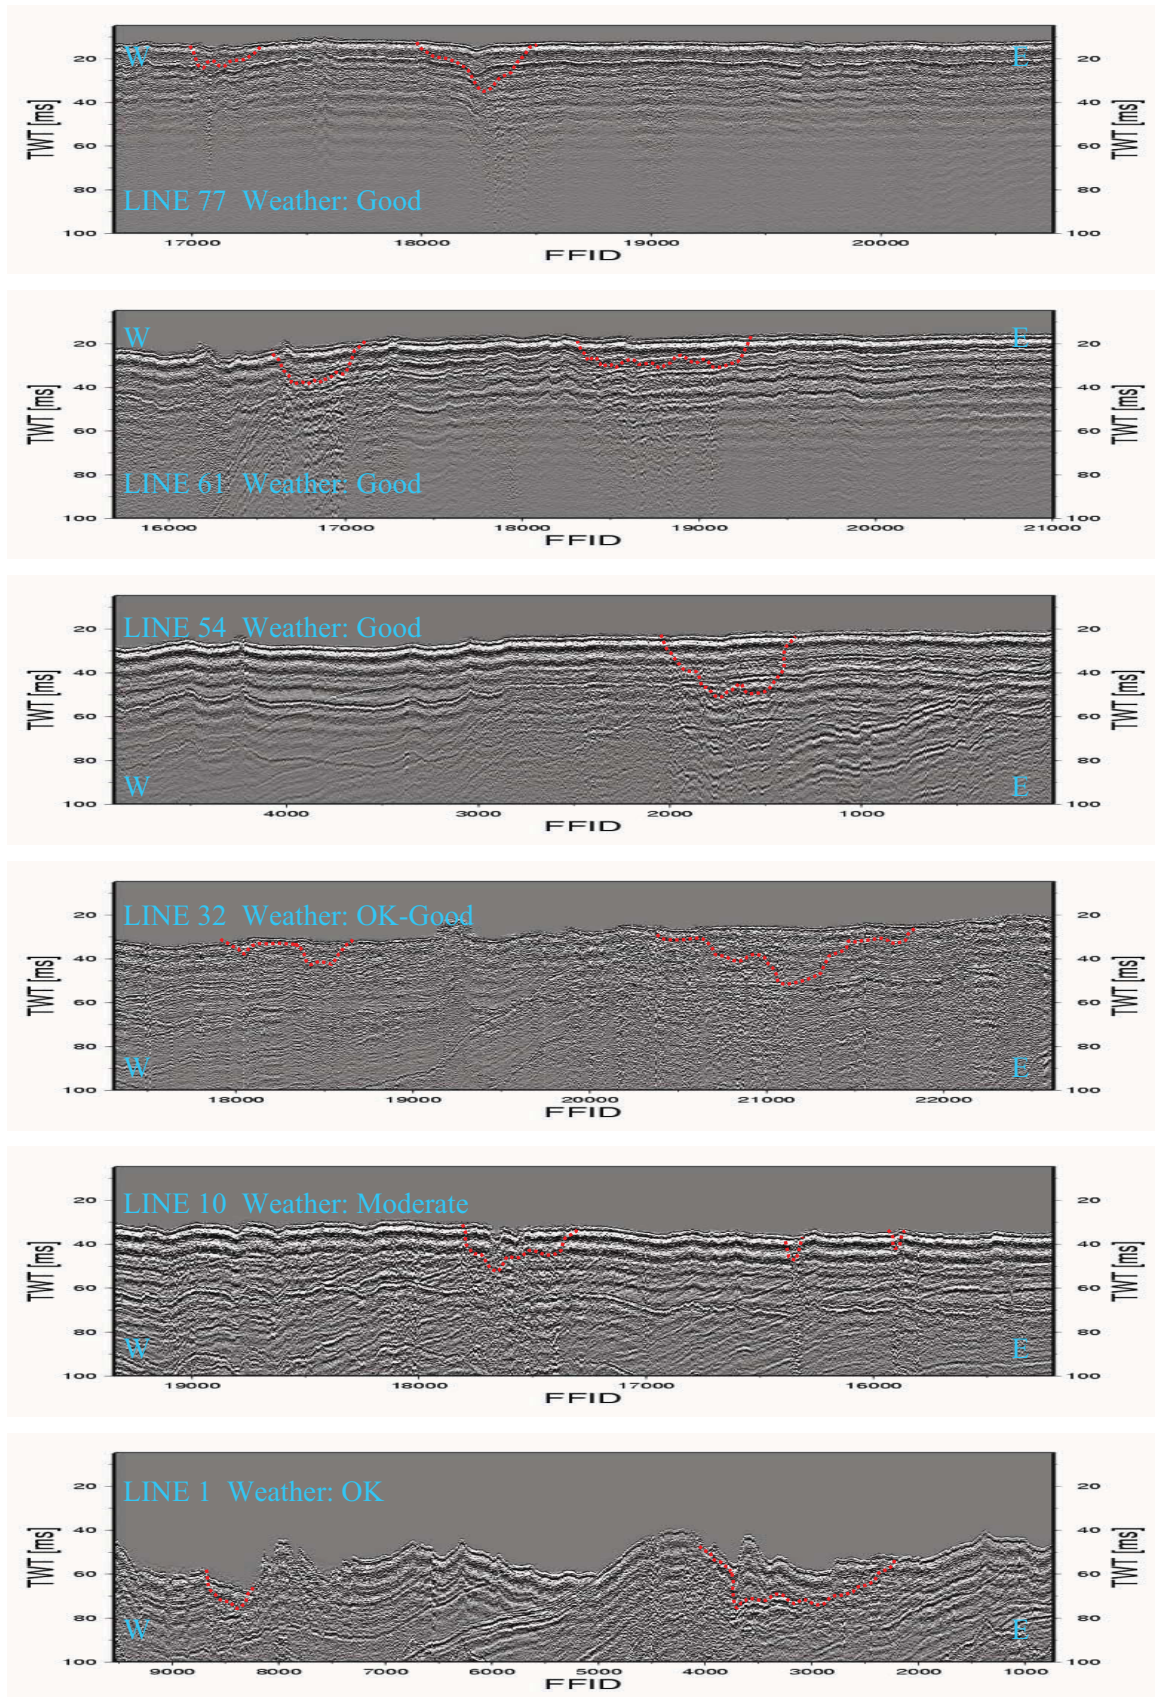 W E
20 20
40 40
60 60
80 80
100 100
TWT [ms] TWT [ms]
LINE 77 Weather: Good
17000 18000 19000 20000
FFID
W E
20 20
40 40
60 60
80 80
100 100
TWT [ms] TWT [ms]
LINE 61 Weather: Good
16000 17000 18000 19000 20000 21000
FFID
LINE 54 Weather: Good
20 20
40 40
60 60
80 80
100 100
TWT [ms] TWT [ms]
W E
4000 3000 2000 1000
FFID
LINE 32 Weather: OK-Good
20 20
40 40
60 60
80 80
100 100
TWT [ms] TWT [ms]
W E
18000 19000 20000 21000 22000
FFID
LINE 10 Weather: Moderate
20 20
40 40
60 60
80 80
100 100
TWT [ms] TWT [ms]
W E
19000 18000 17000 16000
FFID
LINE 1 Weather: OK
20 20
40 40
60 60
80 80
100 100
TWT [ms] TWT [ms]
W E
9000 8000 7000 6000 5000 4000 3000 2000 1000
FFID